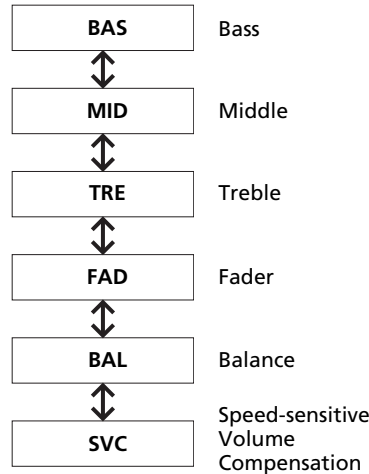 BAS Bass
MID Middle
TRE Treble
FAD Fader
BAL Balance
SVC Speed-sensitive
Volume
Compensation